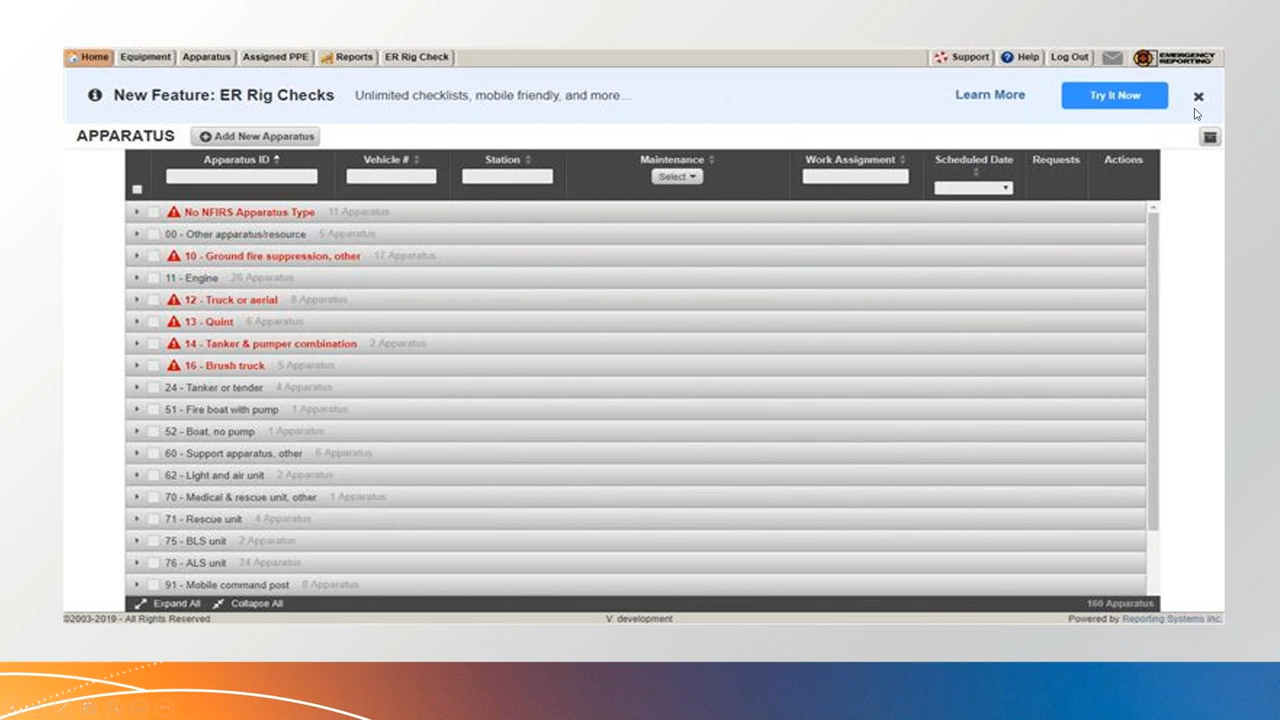 Home Equipment Apparatus Assigned PPE Reports ER Rig Check Support Help Log Out EMERGENCY REPORTING
New Feature: ER Rig Checks Unlimited checklists, mobile friendly, and more... Learn More Try It Now
APPARATUS Add New Apparatus
Apparatus ID Vehicle # Station Maintenance Work Assignment Scheduled Date Requests Actions
Select
No NFIRS Apparatus Type 11 Apparatus
00 - Other apparatus/resource 5 Apparatus
10 - Ground fire suppression, other 17 Apparatus
11 - Engine 26 Apparatus
12 - Truck or aerial 8 Apparatus
13 - Quint 6 Apparatus
14 - Tanker & pumper combination 2 Apparatus
16 - Brush truck 5 Apparatus
24 - Tanker or tender 4 Apparatus
51 - Fire boat with pump 1 Apparatus
52 - Boat, no pump 1 Apparatus
60 - Support apparatus, other 6 Apparatus
62 - Light and air unit 2 Apparatus
70 - Medical & rescue unit, other 1 Apparatus
71 - Rescue unit 4 Apparatus
75 - BLS unit 2 Apparatus
76 - ALS unit 24 Apparatus
91 - Mobile command post 8 Apparatus
Expand All Collapse All 160 Apparatus
©2003-2019 - All Rights Reserved V. development Powered by Reporting Systems Inc.